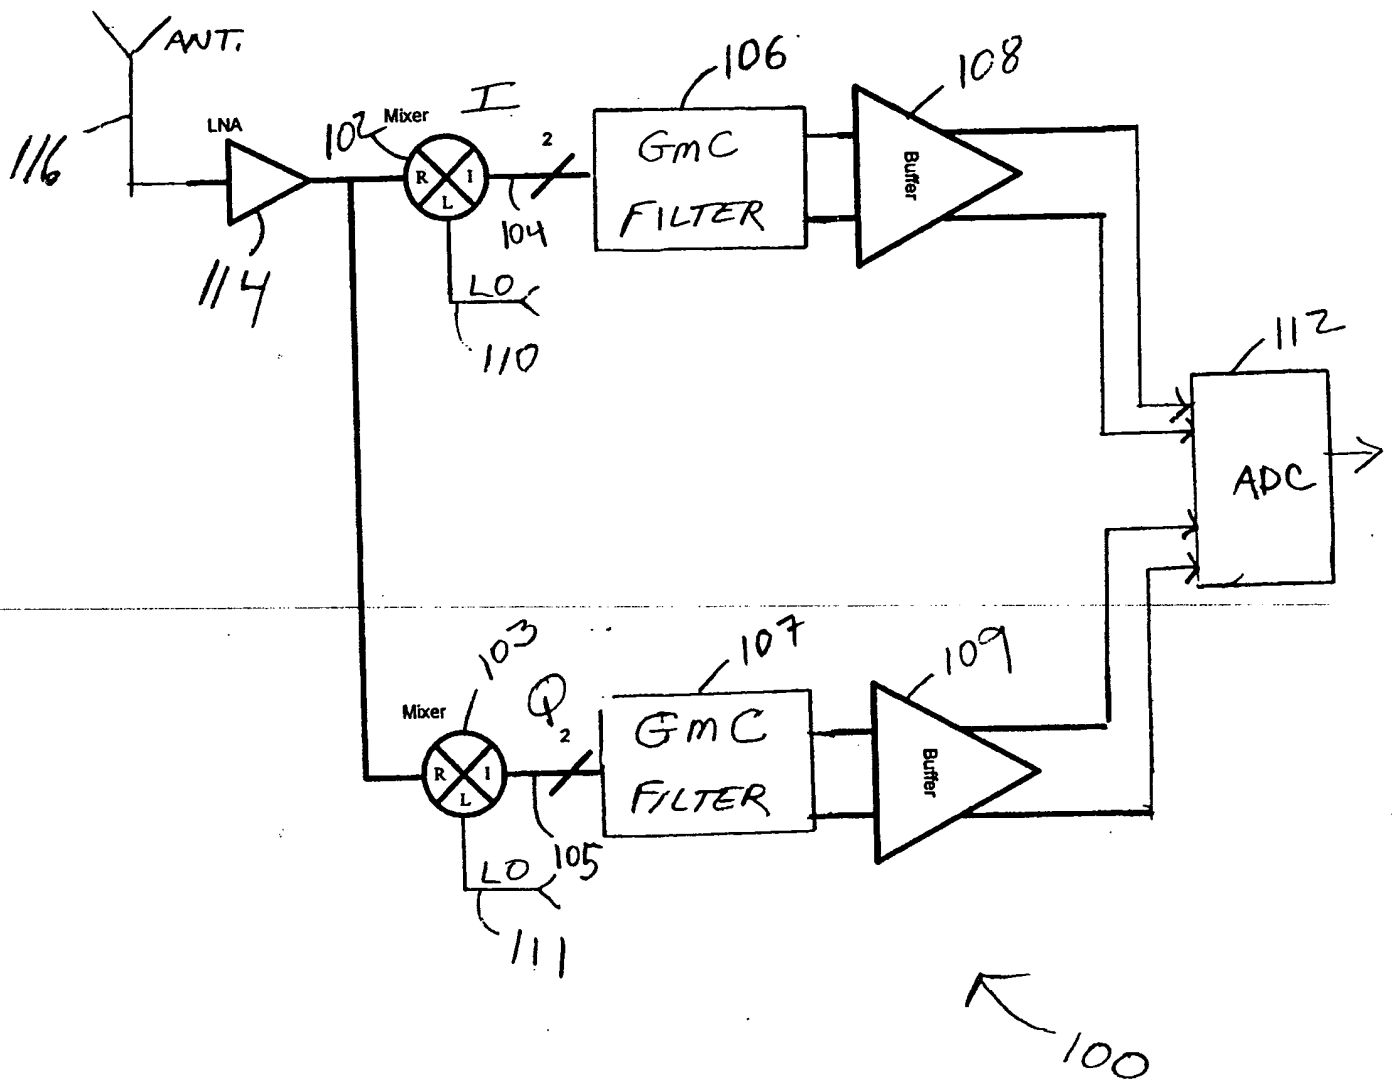 ANT.
116
LNA
114
102
Mixer
I
R
I
L
104
2
LO
110
106
GmC
FILTER
108
Buffer
112
ADC
103
Mixer
Q
R
I
L
2
105
LO
111
107
GmC
FILTER
109
Buffer
100